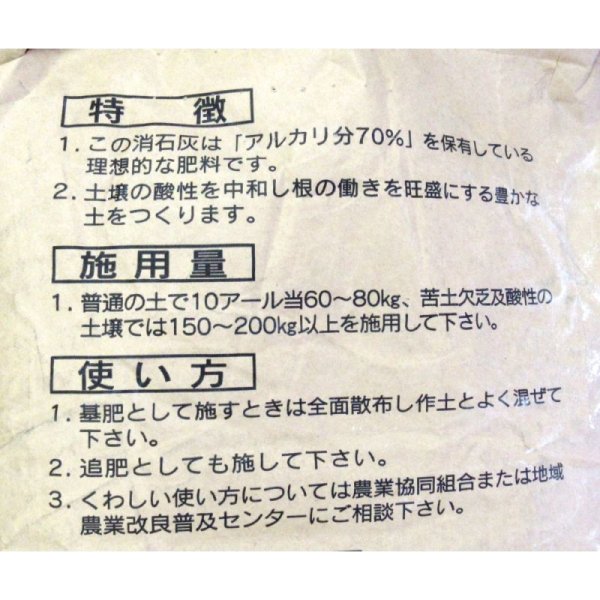 特 徴
1. この消石灰は「アルカリ分70%」を保有している
理想的な肥料です。
2. 土壌の酸性を中和し根の働きを旺盛にする豊かな
土をつくります。
施用量
1. 普通の土で10アール当60～80kg、苦土欠乏及酸性の
土壌では150～200kg以上を施用して下さい。
使い方
1. 基肥として施すときは全面散布し作土とよく混ぜて
下さい。
2. 追肥としても施して下さい。
3. くわしい使い方については農業協同組合または地域
農業改良普及センターにご相談下さい。